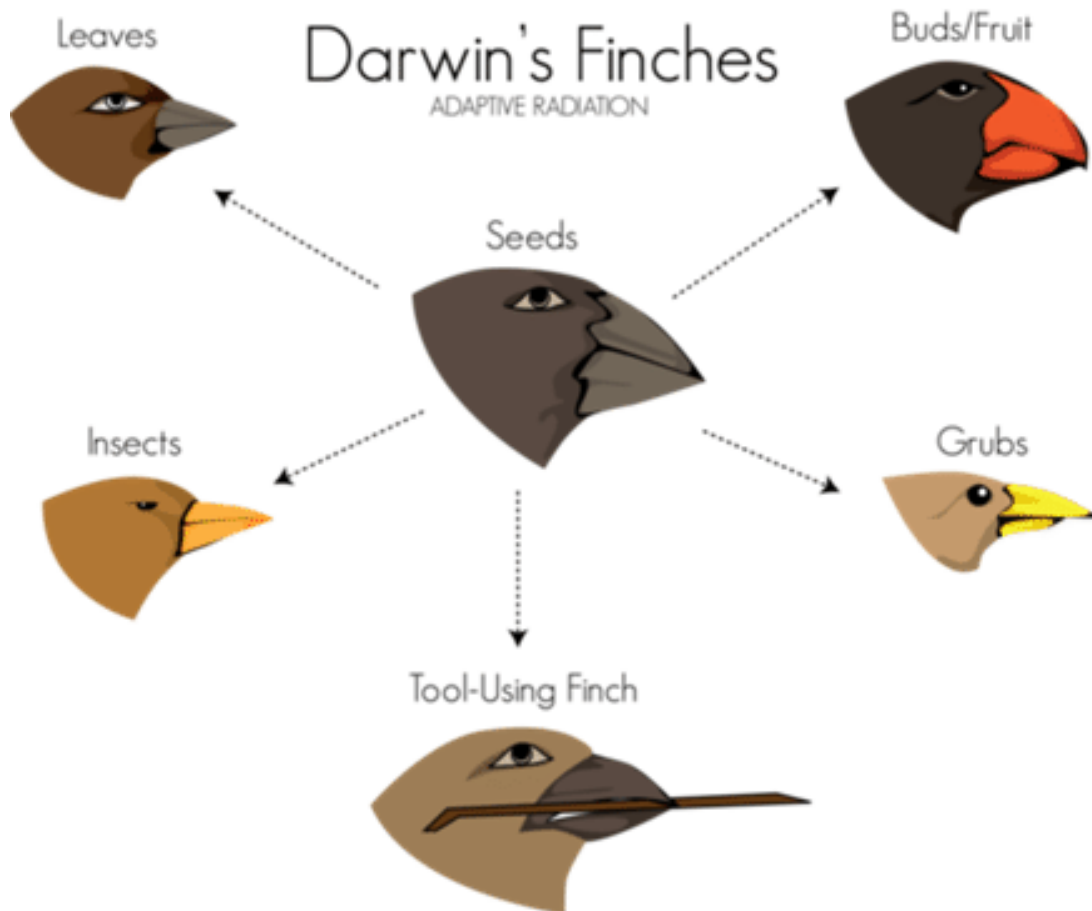 Darwin's Finches
ADAPTIVE RADIATION
Leaves
Buds/Fruit
Seeds
Insects
Grubs
Tool-Using Finch